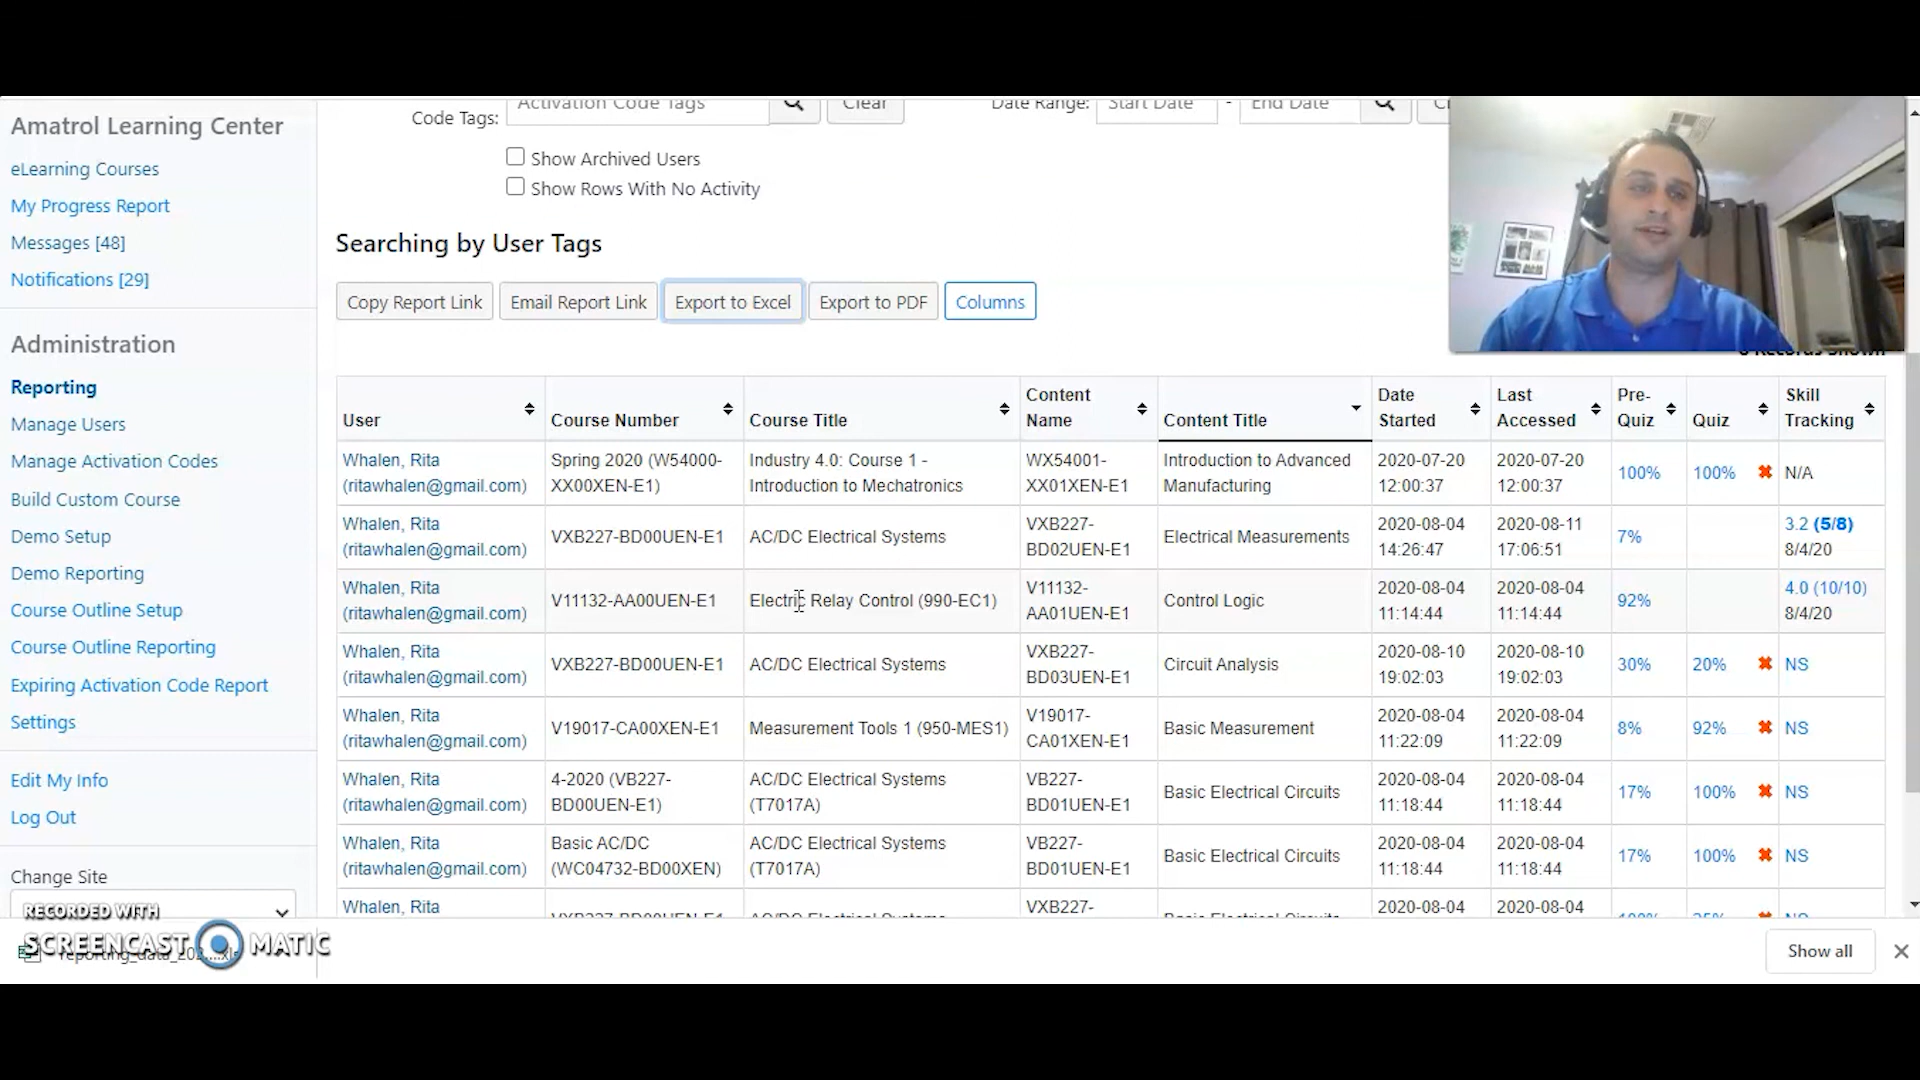 Amatrol Learning Center
eLearning Courses
My Progress Report
Messages [48]
Notifications [29]
Administration
Reporting
Manage Users
Manage Activation Codes
Build Custom Course
Demo Setup
Demo Reporting
Course Outline Setup
Course Outline Reporting
Expiring Activation Code Report
Settings
Edit My Info
Log Out
Change Site
RECORDED WITH
SCREENCAST MATIC
Code Tags: Activation Code Tags Clear Date Range: Start Date - End Date
Show Archived Users
Show Rows With No Activity
Searching by User Tags
Copy Report Link Email Report Link Export to Excel Export to PDF Columns
User Course Number Course Title Content Name Content Title Date Started Last Accessed Pre-Quiz Quiz Skill Tracking
Whalen, Rita Spring 2020 (W54000- Industry 4.0: Course 1 - WX54001- Introduction to Advanced 2020-07-20 2020-07-20 100% 100% N/A
(ritawhalen@gmail.com) XX00XEN-E1) Introduction to Mechatronics XX01XEN-E1 Manufacturing 12:00:37 12:00:37
Whalen, Rita VXB227-BD00UEN-E1 AC/DC Electrical Systems VXB227- Electrical Measurements 2020-08-04 2020-08-11 7% 3.2 (5/8)
(ritawhalen@gmail.com) BD02UEN-E1 14:26:47 17:06:51 8/4/20
Whalen, Rita V11132-AA00UEN-E1 Electric Relay Control (990-EC1) V11132- Control Logic 2020-08-04 2020-08-04 92% 4.0 (10/10)
(ritawhalen@gmail.com) AA01UEN-E1 11:14:44 11:14:44 8/4/20
Whalen, Rita VXB227-BD00UEN-E1 AC/DC Electrical Systems VXB227- Circuit Analysis 2020-08-10 2020-08-10 30% 20% NS
(ritawhalen@gmail.com) BD03UEN-E1 19:02:03 19:02:03
Whalen, Rita V19017-CA00XEN-E1 Measurement Tools 1 (950-MES1) V19017- Basic Measurement 2020-08-04 2020-08-04 8% 92% NS
(ritawhalen@gmail.com) CA01XEN-E1 11:22:09 11:22:09
Whalen, Rita 4-2020 (VB227- AC/DC Electrical Systems VB227- Basic Electrical Circuits 2020-08-04 2020-08-04 17% 100% NS
(ritawhalen@gmail.com) BD00UEN-E1) (T7017A) BD01UEN-E1 11:18:44 11:18:44
Whalen, Rita Basic AC/DC AC/DC Electrical Systems VB227- Basic Electrical Circuits 2020-08-04 2020-08-04 17% 100% NS
(ritawhalen@gmail.com) (WC04732-BD00XEN) (T7017A) BD01UEN-E1 11:18:44 11:18:44
Whalen, Rita VXB227- 2020-08-04 2020-08-04
Show all